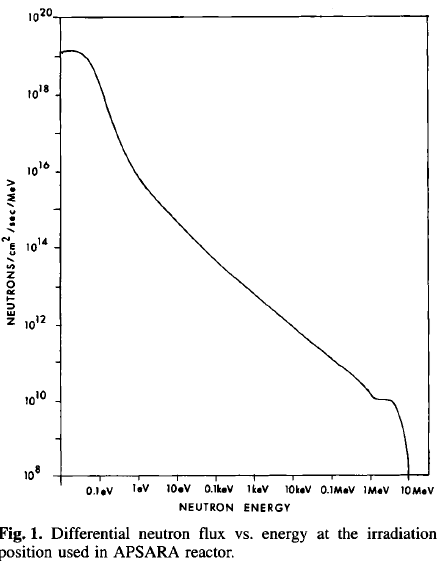 10^20
10^18
10^16
10^14
10^12
10^10
10^8
NEUTRONS/cm^2/sec/MeV
0.1eV 1eV 10eV 0.1keV 1keV 10keV 0.1MeV 1MeV 10MeV
NEUTRON ENERGY
Fig. 1. Differential neutron flux vs. energy at the irradiation
position used in APSARA reactor.